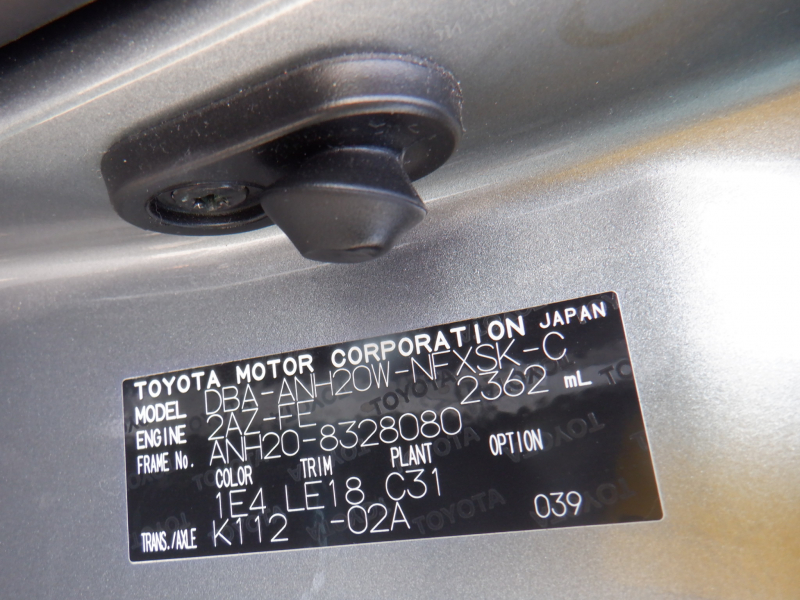 TOYOTA MOTOR CORPORATION JAPAN
MODEL DBA-ANH20W-NFXSK-C
ENGINE 2AZ-FE 2362 mL
FRAME No. ANH20-8328080
COLOR TRIM PLANT OPTION
1E4 LE18 C31
TRANS./AXLE K112 -02A 039